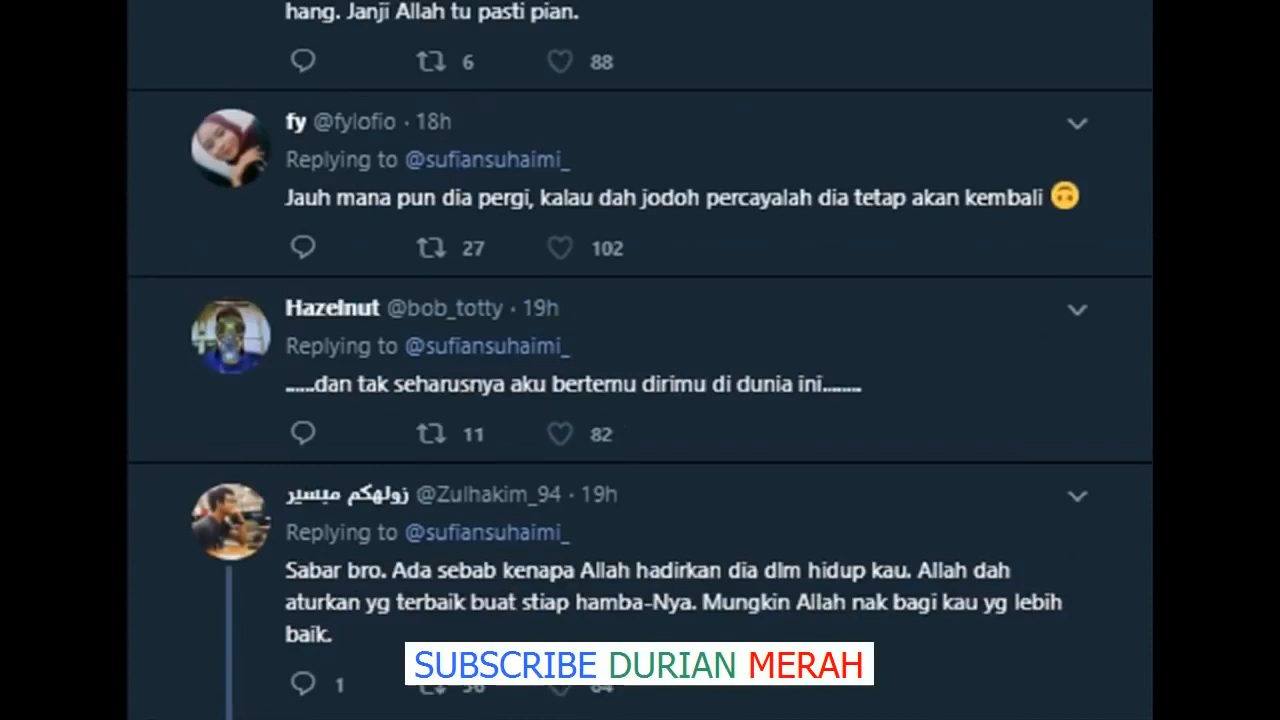 hang. Janji Allah tu pasti pian.
6 88
fy @fylofio · 18h
Replying to @sufiansuhaimi_
Jauh mana pun dia pergi, kalau dah jodoh percayalah dia tetap akan kembali 🙃
27 102
Hazelnut @bob_totty · 19h
Replying to @sufiansuhaimi_
......dan tak seharusnya aku bertemu dirimu di dunia ini........
11 82
زولهكم ميسير @Zulhakim_94 · 19h
Replying to @sufiansuhaimi_
Sabar bro. Ada sebab kenapa Allah hadirkan dia dlm hidup kau. Allah dah
aturkan yg terbaik buat stiap hamba-Nya. Mungkin Allah nak bagi kau yg lebih
baik.
SUBSCRIBE DURIAN MERAH
1